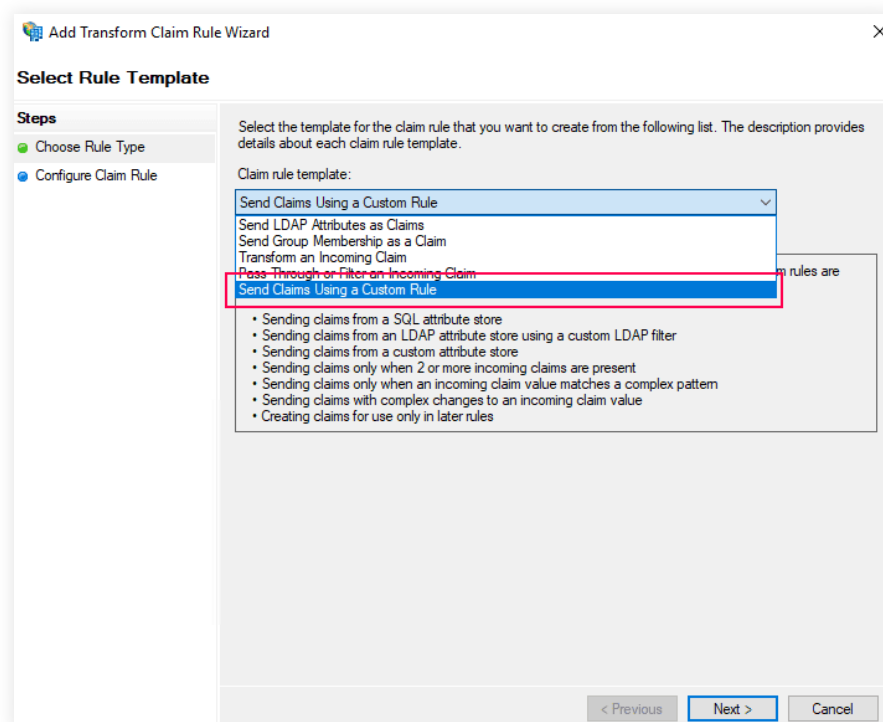 Add Transform Claim Rule Wizard
Select Rule Template
Steps
Choose Rule Type
Configure Claim Rule
Select the template for the claim rule that you want to create from the following list. The description provides
details about each claim rule template.
Claim rule template:
Send Claims Using a Custom Rule
Send LDAP Attributes as Claims
Send Group Membership as a Claim
Transform an Incoming Claim
Pass Through or Filter an Incoming Claim
m rules are
Send Claims Using a Custom Rule
• Sending claims from a SQL attribute store
• Sending claims from an LDAP attribute store using a custom LDAP filter
• Sending claims from a custom attribute store
• Sending claims only when 2 or more incoming claims are present
• Sending claims only when an incoming claim value matches a complex pattern
• Sending claims with complex changes to an incoming claim value
• Creating claims for use only in later rules
< Previous
Next >
Cancel